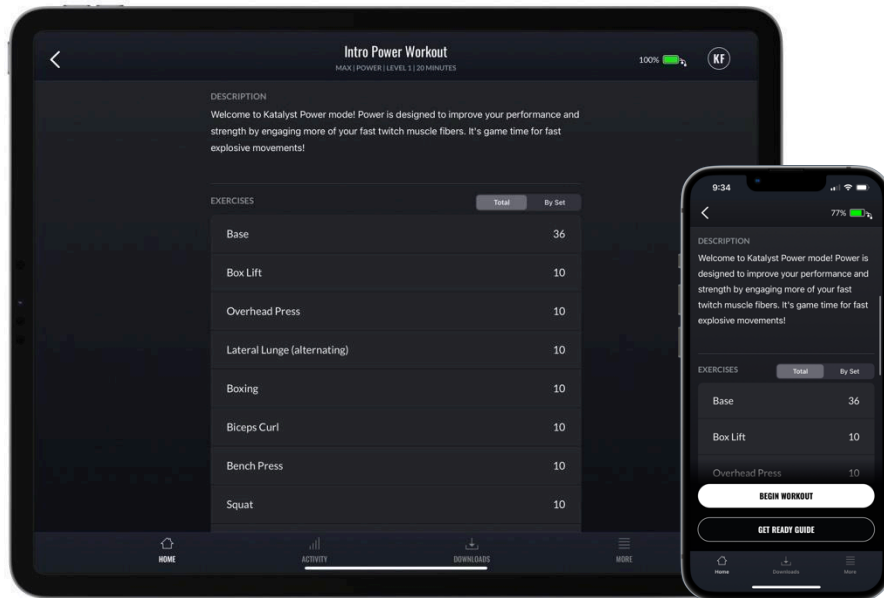 Intro Power Workout
MAX | POWER | LEVEL 1 | 20 MINUTES
100%
KF
DESCRIPTION
Welcome to Katalyst Power mode! Power is designed to improve your performance and
strength by engaging more of your fast twitch muscle fibers. It's game time for fast
explosive movements!
EXERCISES
Total
By Set
Base 36
Box Lift 10
Overhead Press 10
Lateral Lunge (alternating) 10
Boxing 10
Biceps Curl 10
Bench Press 10
Squat 10
HOME
ACTIVITY
DOWNLOADS
MORE
9:34
77%
DESCRIPTION
Welcome to Katalyst Power mode! Power is
designed to improve your performance and
strength by engaging more of your fast
twitch muscle fibers. It's game time for fast
explosive movements!
EXERCISES
Total
By Set
Base 36
Box Lift 10
Overhead Press 10
BEGIN WORKOUT
GET READY GUIDE
Home
Downloads
More